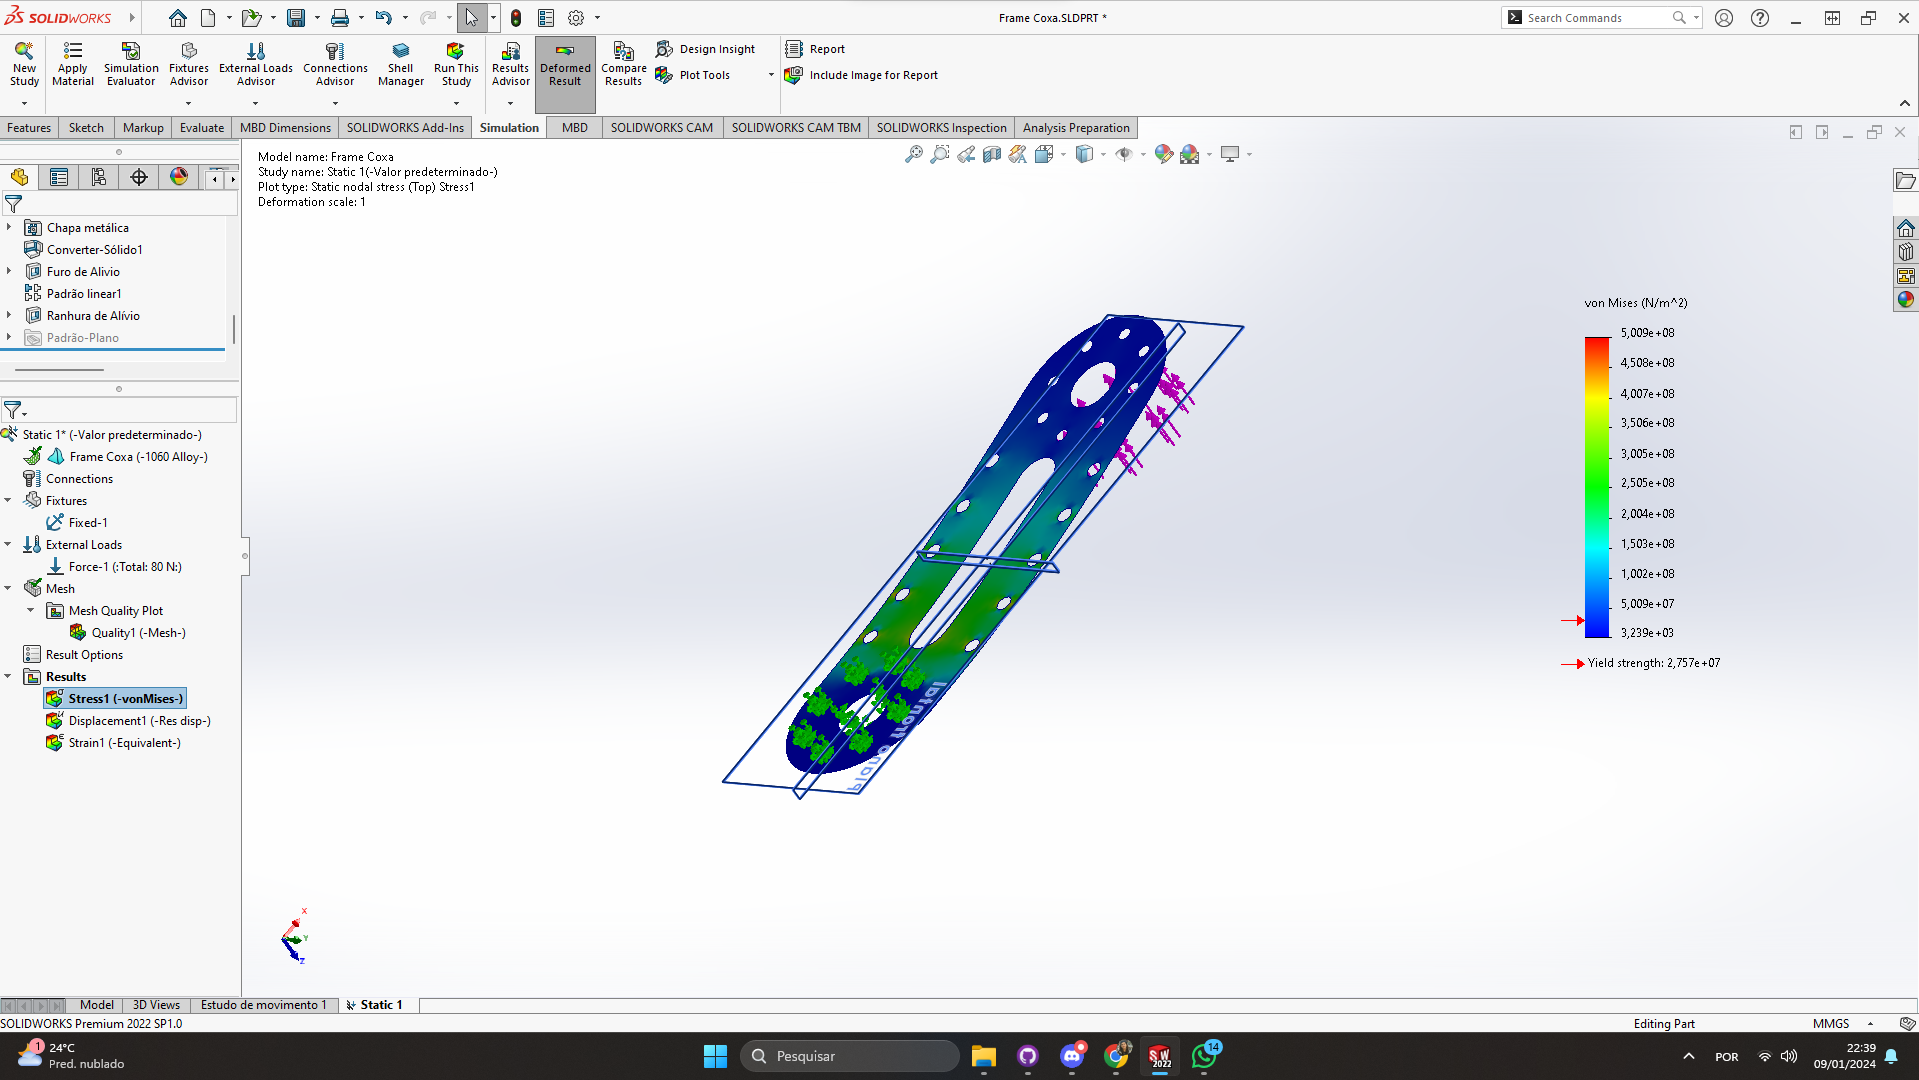 SOLIDWORKS
Frame Coxa.SLDPRT *
Search Commands
New Study
Apply Material
Simulation Evaluator
Fixtures Advisor
External Loads Advisor
Connections Advisor
Shell Manager
Run This Study
Results Advisor
Deformed Result
Compare Results
Design Insight
Plot Tools
Report
Include Image for Report
Features
Sketch
Markup
Evaluate
MBD Dimensions
SOLIDWORKS Add-Ins
Simulation
MBD
SOLIDWORKS CAM
SOLIDWORKS CAM TBM
SOLIDWORKS Inspection
Analysis Preparation
Model name: Frame Coxa
Study name: Static 1(-Valor predeterminado-)
Plot type: Static nodal stress (Top) Stress1
Deformation scale: 1
Chapa metálica
Converter-Sólido1
Furo de Alivio
Padrão linear1
Ranhura de Alívio
Padrão-Plano
Static 1* (-Valor predeterminado-)
Frame Coxa (-1060 Alloy-)
Connections
Fixtures
Fixed-1
External Loads
Force-1 (:Total: 80 N:)
Mesh
Mesh Quality Plot
Quality1 (-Mesh-)
Result Options
Results
Stress1 (-vonMises-)
Displacement1 (-Res disp-)
Strain1 (-Equivalent-)
von Mises (N/m^2)
5,009e+08
4,508e+08
4,007e+08
3,506e+08
3,005e+08
2,505e+08
2,004e+08
1,503e+08
1,002e+08
5,009e+07
3,239e+03
Yield strength: 2,757e+07
Plano frontal
X
Y
Z
Model
3D Views
Estudo de movimento 1
Static 1
SOLIDWORKS Premium 2022 SP1.0
Editing Part
MMGS
1
24°C
Pred. nublado
Pesquisar
SW 2022
14
POR
22:39
09/01/2024